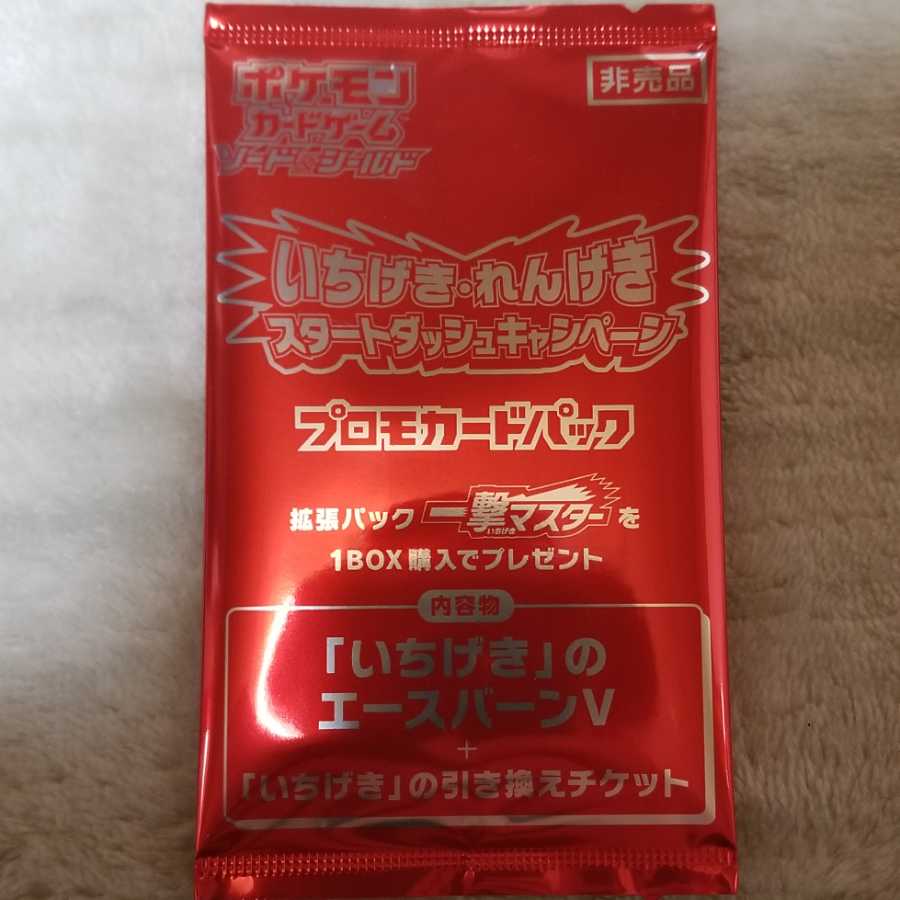 ポケモン
カードゲーム
ソード&シールド
非売品
いちげき・れんげき
スタートダッシュキャンペーン
プロモカードパック
拡張パック 一撃マスター を
いちげき
1BOX 購入でプレゼント
内容物
「いちげき」の
エースバーンV
+
「いちげき」の引き換えチケット